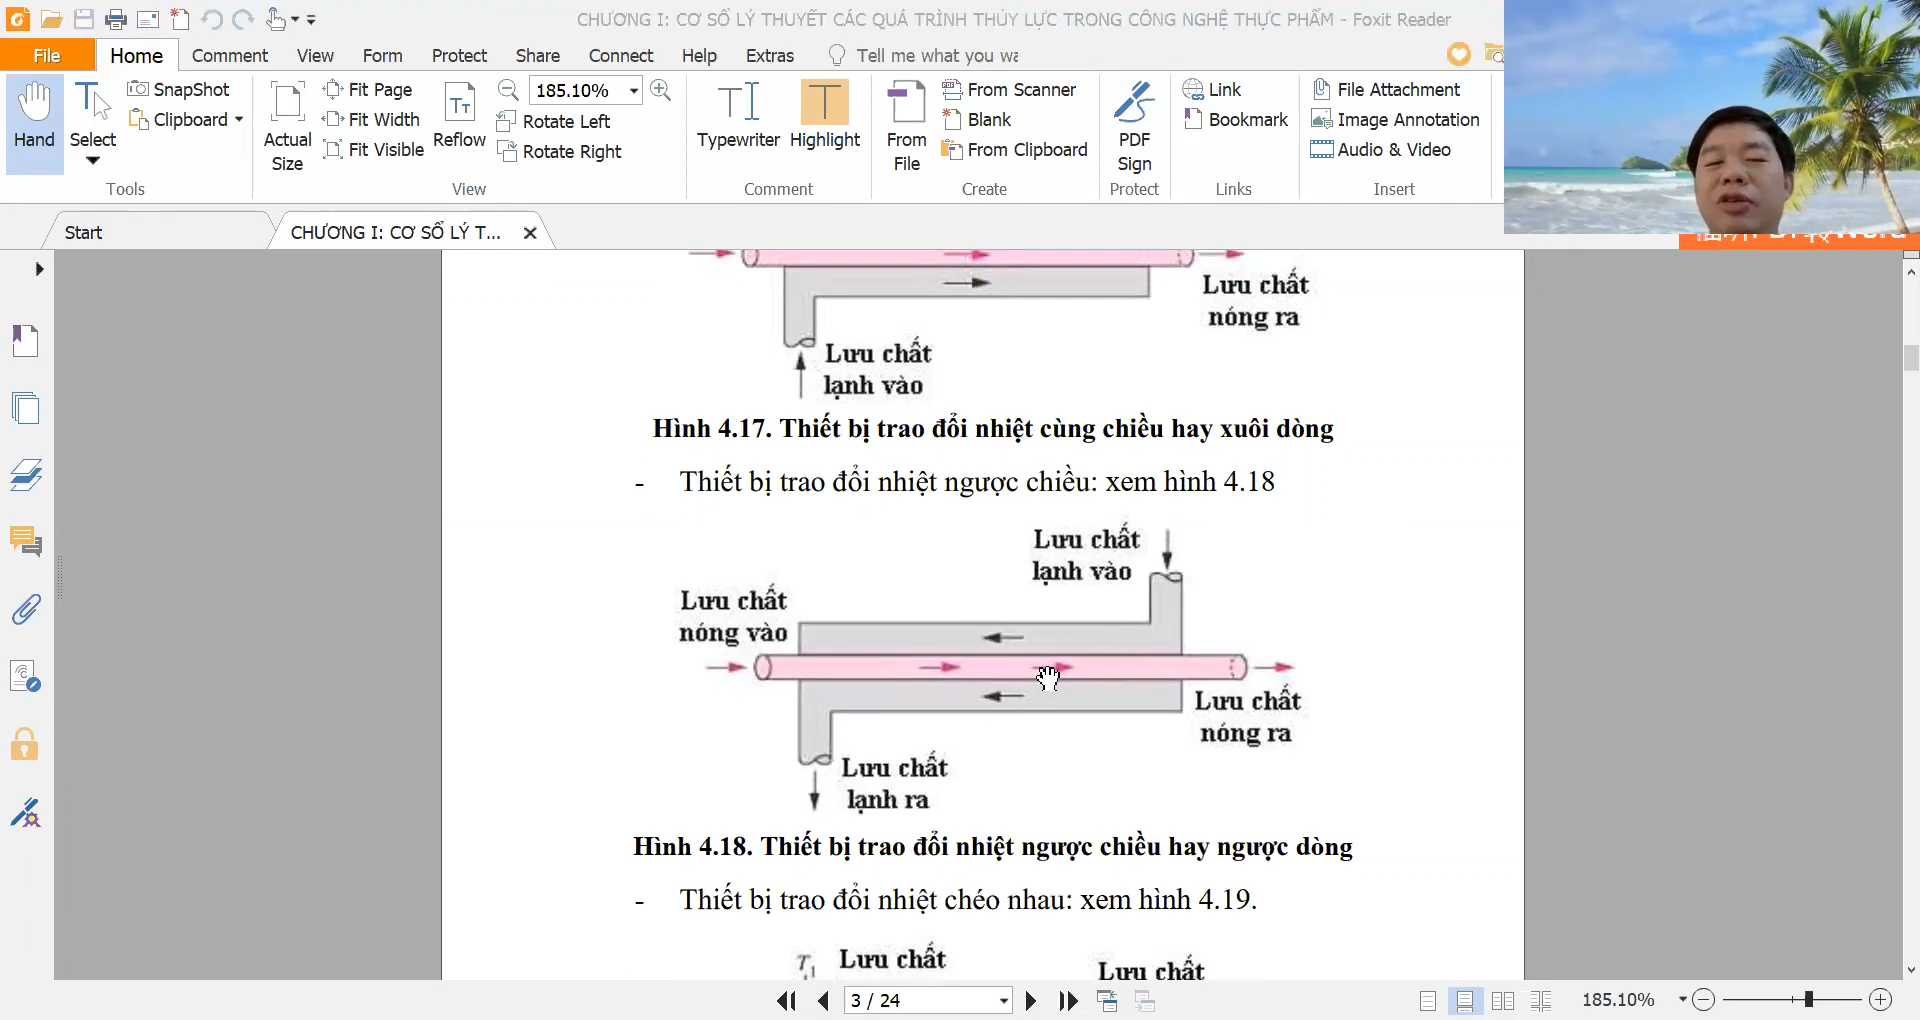 CHƯƠNG I: CƠ SỔ LÝ THUYẾT CÁC QUÁ TRÌNH THỦY LỰC TRONG CÔNG NGHỆ THỰC PHẨM - Foxit Reader
File Home Comment View Form Protect Share Connect Help Extras Tell me what you wa
Hand
Select
SnapShot
Clipboard
Tools
Actual
Size
Fit Page
Fit Width
Fit Visible
Reflow
185.10%
Rotate Left
Rotate Right
View
Typewriter
Highlight
Comment
From
File
From Scanner
Blank
From Clipboard
Create
PDF
Sign
Protect
Link
Bookmark
Links
File Attachment
Image Annotation
Audio & Video
Insert
Start
CHƯƠNG I: CƠ SỔ LÝ T...
Lưu chất
nóng ra
Lưu chất
lạnh vào
Hình 4.17. Thiết bị trao đổi nhiệt cùng chiều hay xuôi dòng
- Thiết bị trao đổi nhiệt ngược chiều: xem hình 4.18
Lưu chất
lạnh vào
Lưu chất
nóng vào
Lưu chất
nóng ra
Lưu chất
lạnh ra
Hình 4.18. Thiết bị trao đổi nhiệt ngược chiều hay ngược dòng
- Thiết bị trao đổi nhiệt chéo nhau: xem hình 4.19.
Lưu chất
Lưu chất
3 / 24
185.10%